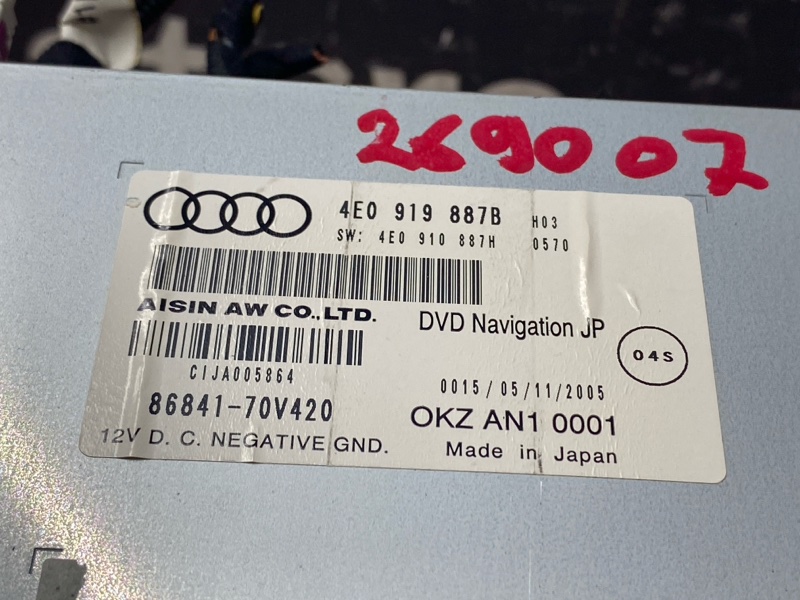 269007
4E0 919 887B H03
SW: 4E0 910 887H 0570
AISIN AW CO.,LTD.
DVD Navigation JP
04S
CIJA005864
0015/05/11/2005
86841-70V420
OKZ AN1 0001
12V D. C. NEGATIVE GND.
Made in Japan